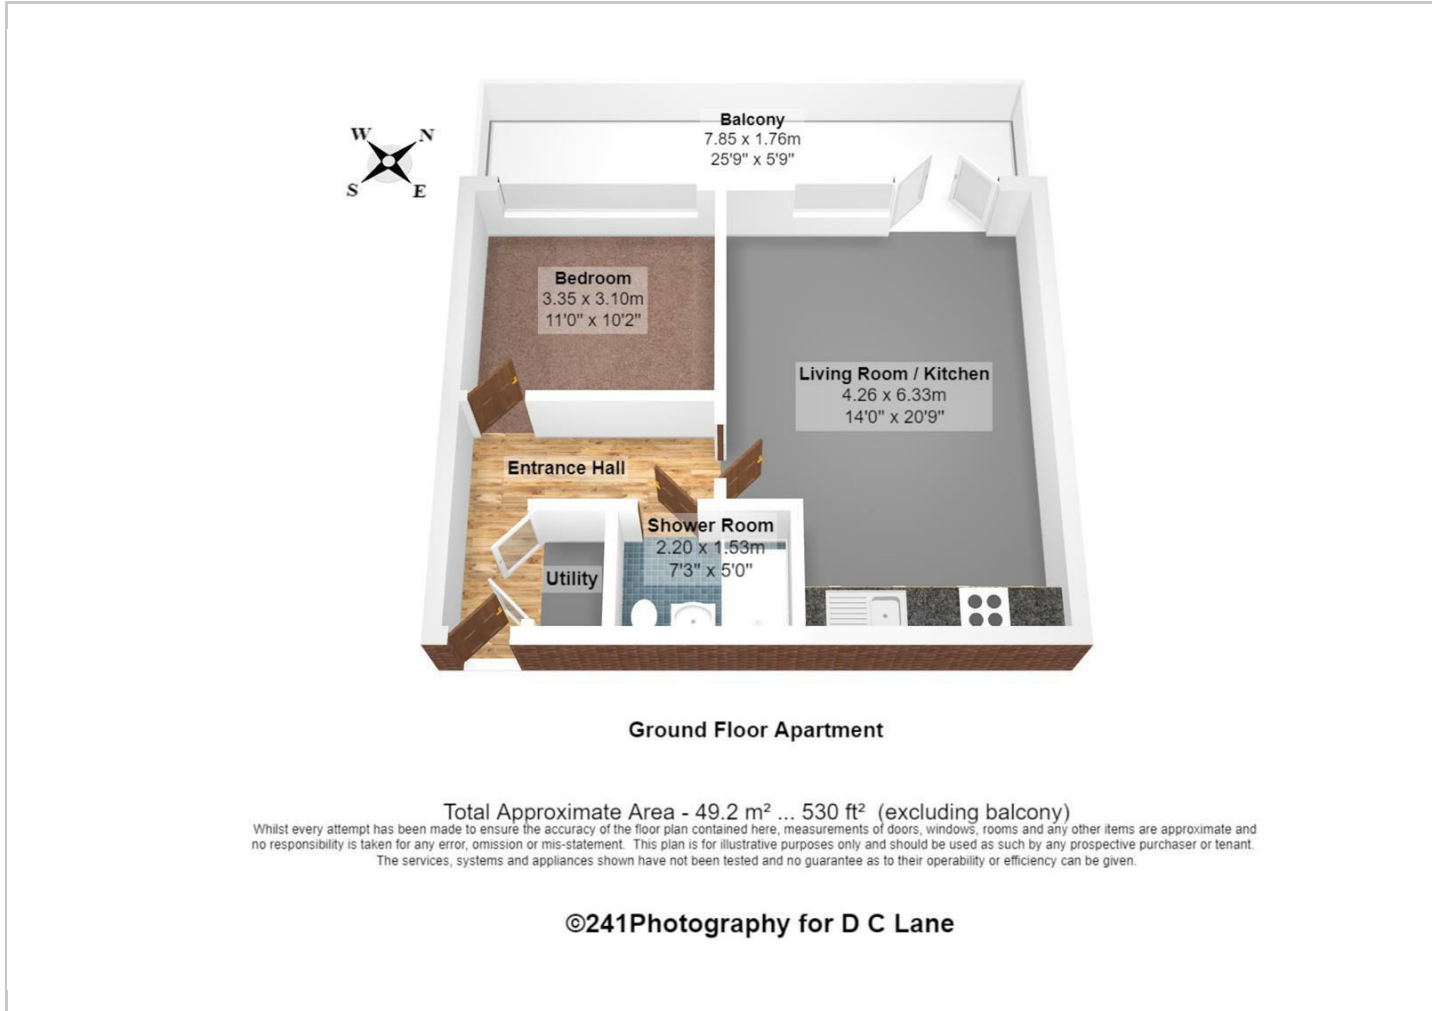 Balcony
7.85 x 1.76m
25'9" x 5'9"
W N
S E
Bedroom
3.35 x 3.10m
11'0" x 10'2"
Living Room / Kitchen
4.26 x 6.33m
14'0" x 20'9"
Entrance Hall
Shower Room
2.20 x 1.53m
7'3" x 5'0"
Utility
Ground Floor Apartment
Total Approximate Area - 49.2 m² ... 530 ft² (excluding balcony)
Whilst every attempt has been made to ensure the accuracy of the floor plan contained here, measurements of doors, windows, rooms and any other items are approximate and
no responsibility is taken for any error, omission or mis-statement. This plan is for illustrative purposes only and should be used as such by any prospective purchaser or tenant.
The services, systems and appliances shown have not been tested and no guarantee as to their operability or efficiency can be given.
©241Photography for D C Lane